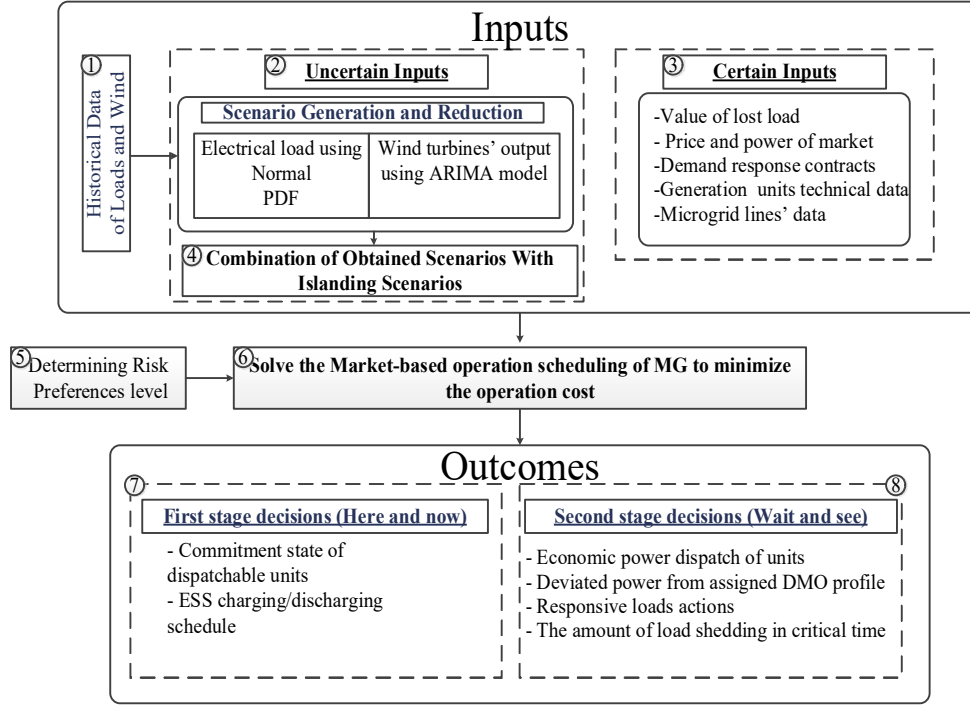 Inputs
1
Historical Data
of Loads and Wind
2
Uncertain Inputs
Scenario Generation and Reduction
Electrical load using
Normal
PDF
Wind turbines' output
using ARIMA model
4
Combination of Obtained Scenarios With
Islanding Scenarios
3
Certain Inputs
-Value of lost load
- Price and power of market
-Demand response contracts
-Generation units technical data
-Microgrid lines' data
5
Determining Risk
Preferences level
6
Solve the Market-based operation scheduling of MG to minimize
the operation cost
Outcomes
7
First stage decisions (Here and now)
- Commitment state of
dispatchable units
- ESS charging/discharging
schedule
8
Second stage decisions (Wait and see)
- Economic power dispatch of units
- Deviated power from assigned DMO profile
- Responsive loads actions
- The amount of load shedding in critical time